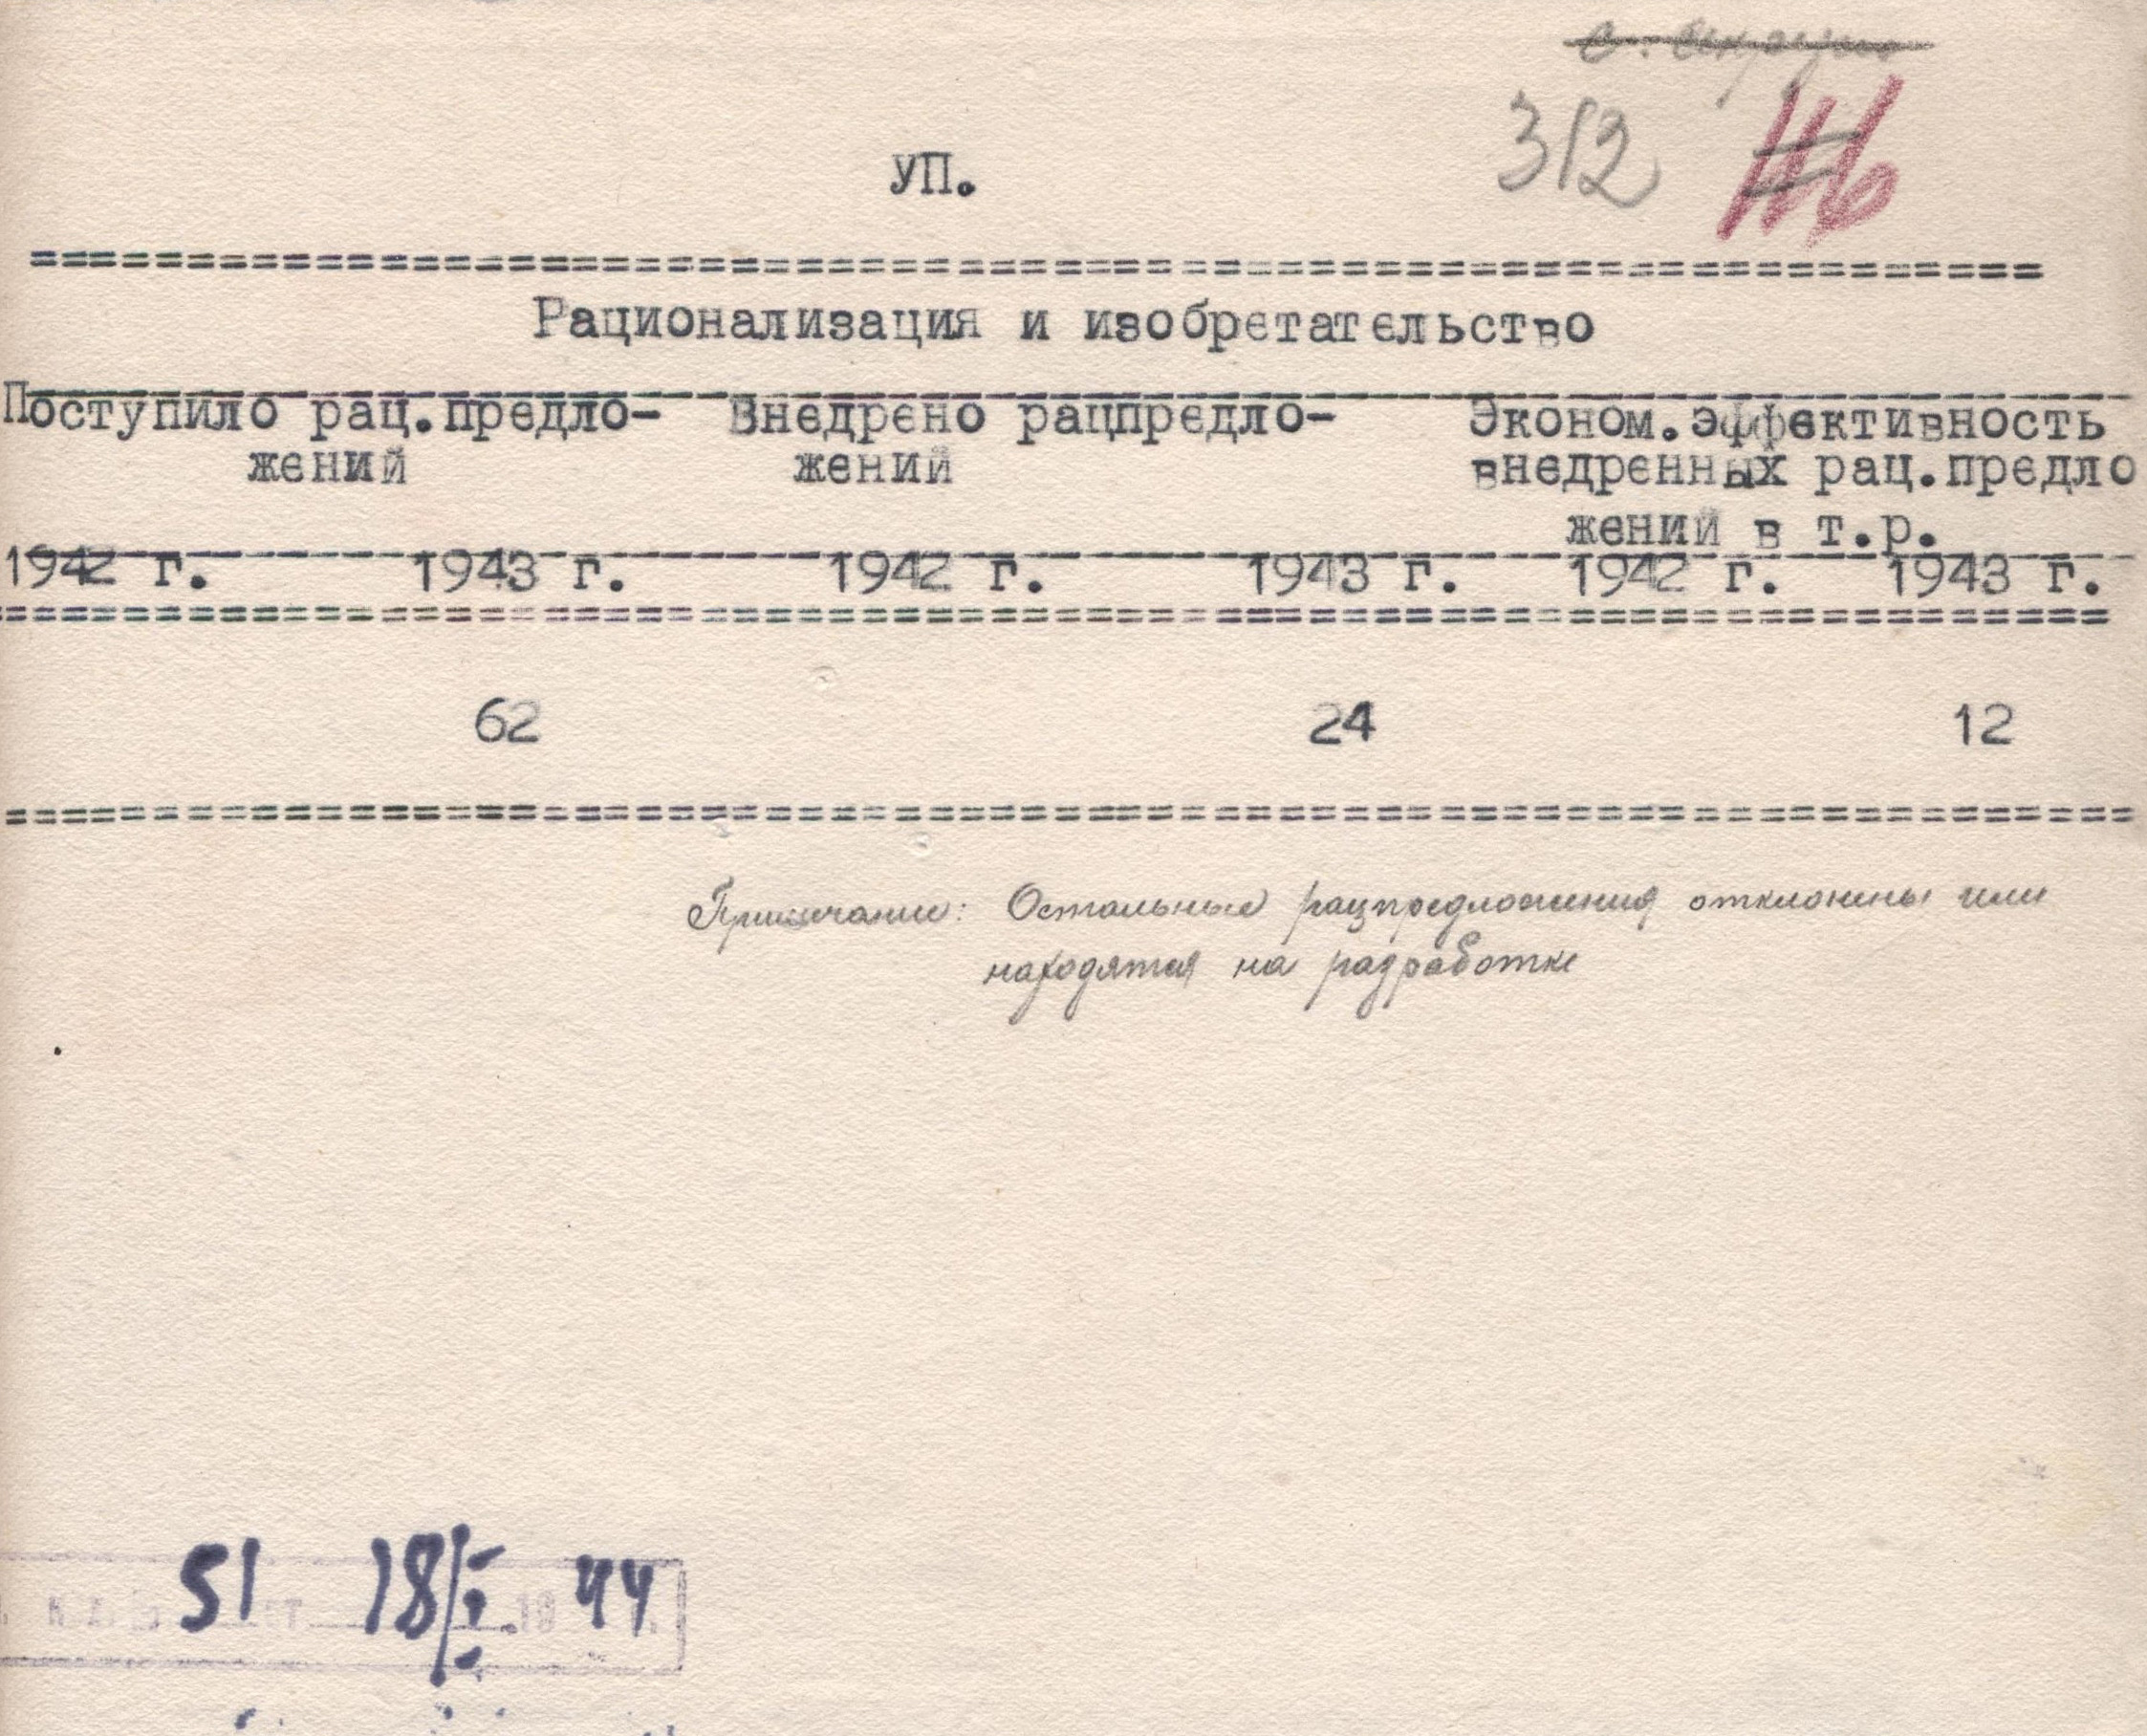 312
УП.
Рационализация и изобретательство
Поступило рац.предло- Внедрено рацпредло- Эконом.эффективность
жений жений внедренных рац.предло
жений в т.р.
1942 г. 1943 г. 1942 г. 1943 г. 1942 г. 1943 г.
62 24 12
Примечание: Остальные рацпредложения отклонены или
находятся на разработке
51 18/I 1944